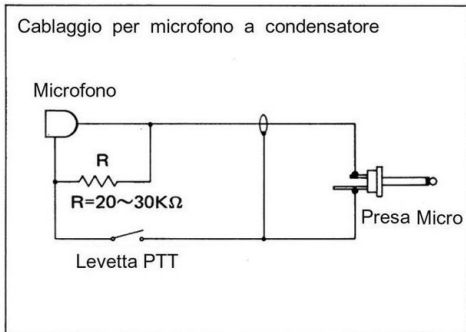 Cablaggio per microfono a condensatore
Microfono
R
R=20～30KΩ
Presa Micro
Levetta PTT